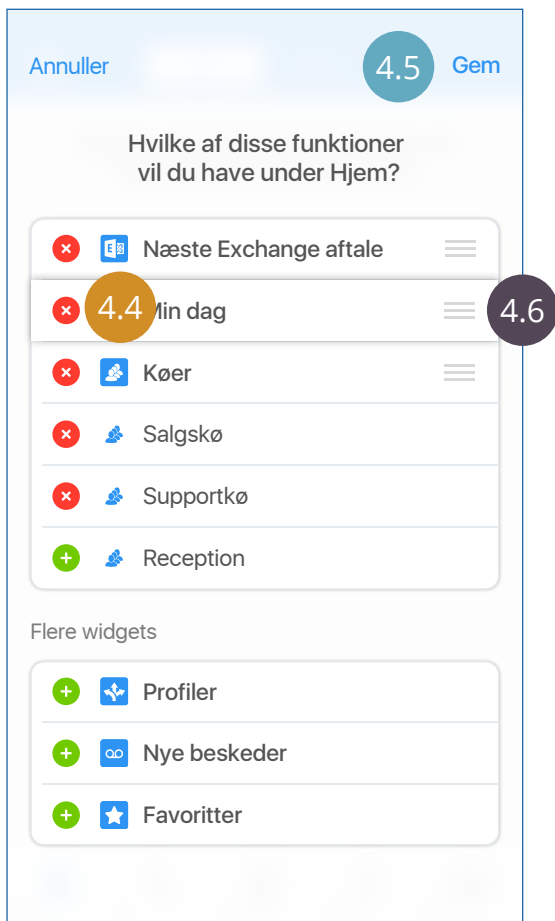 Annuller
4.5
Gem
Hvilke af disse funktioner
vil du have under Hjem?
Næste Exchange aftale
4.4
Min dag
4.6
Køer
Salgskø
Supportkø
Reception
Flere widgets
Profiler
Nye beskeder
Favoritter